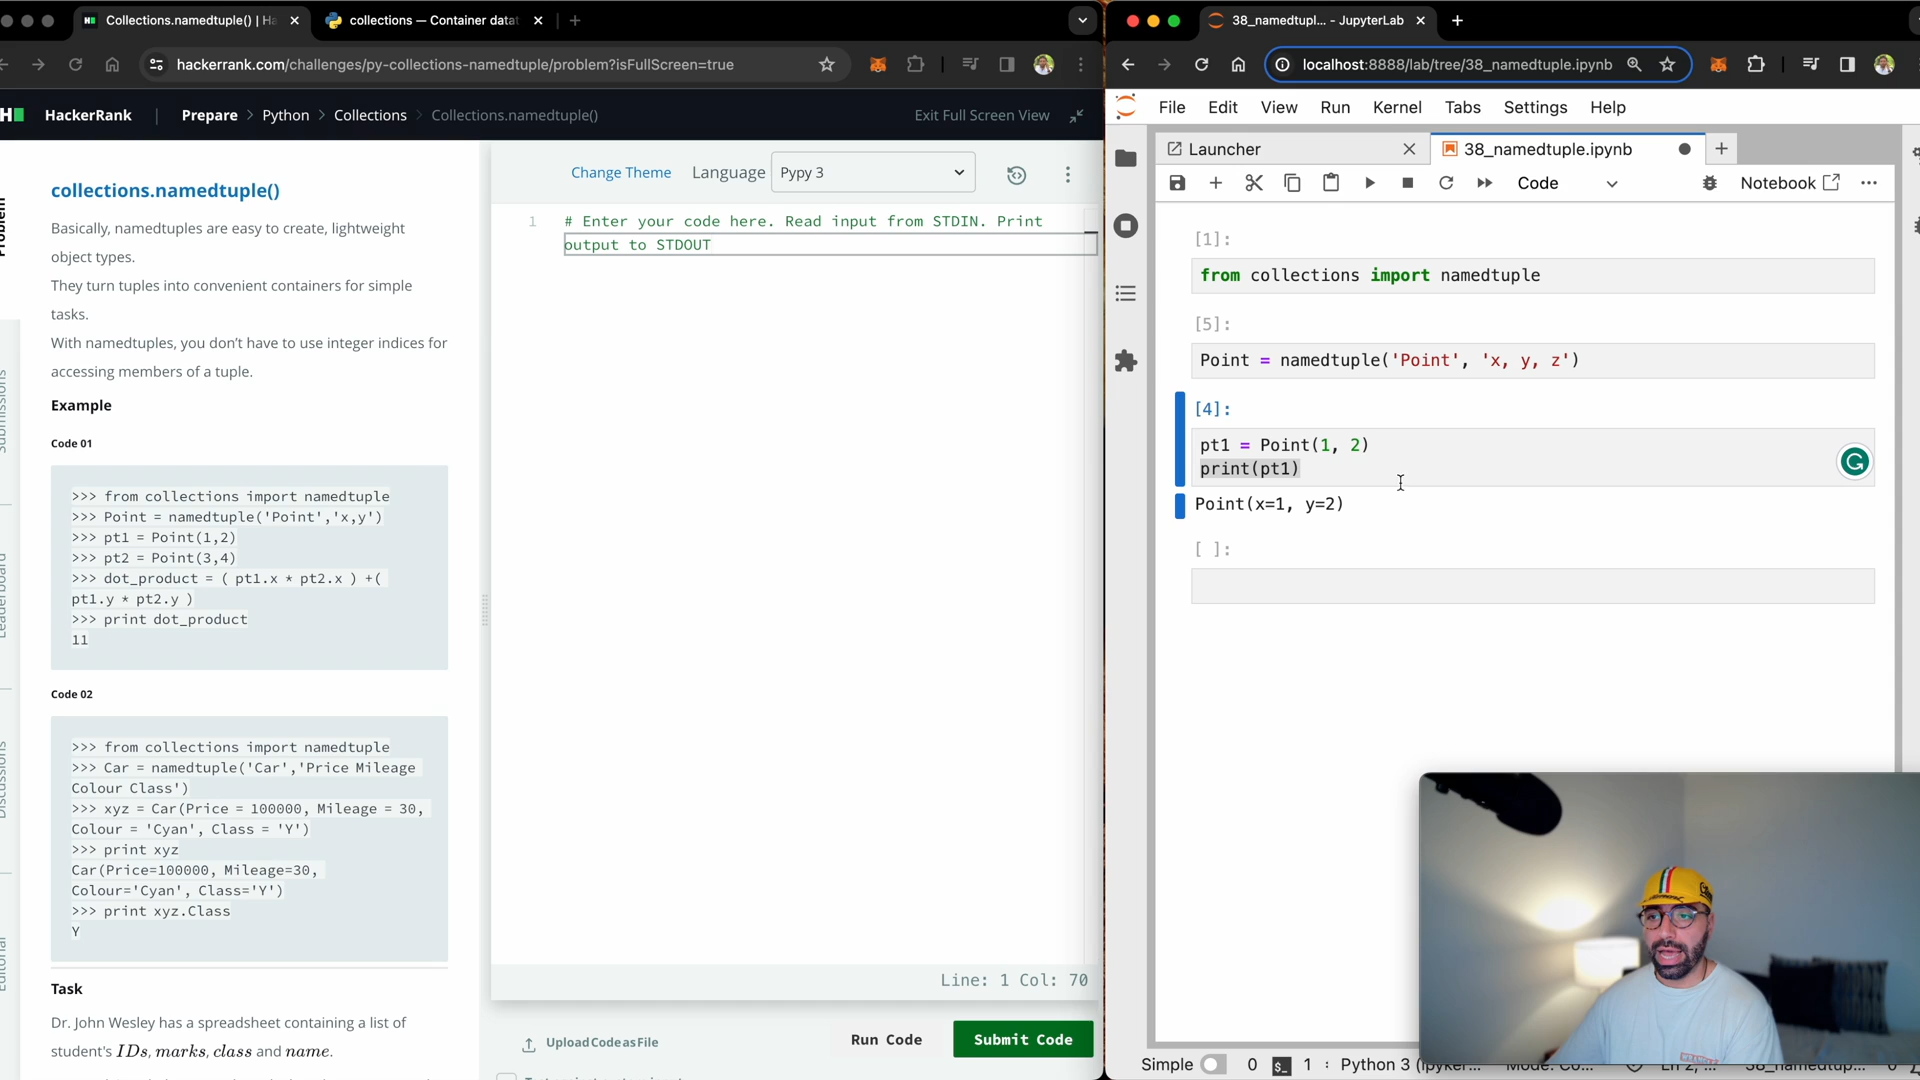 Collections.namedtuple() | Ha
collections — Container datat
hackerrank.com/challenges/py-collections-namedtuple/problem?isFullScreen=true
HackerRank | Prepare > Python > Collections > Collections.namedtuple()
Exit Full Screen View
Problem
Submissions
Leaderboard
Discussions
Editorial
collections.namedtuple()
Basically, namedtuples are easy to create, lightweight
object types.
They turn tuples into convenient containers for simple
tasks.
With namedtuples, you don’t have to use integer indices for
accessing members of a tuple.
Example
Code 01
>>> from collections import namedtuple
>>> Point = namedtuple('Point','x,y')
>>> pt1 = Point(1,2)
>>> pt2 = Point(3,4)
>>> dot_product = ( pt1.x * pt2.x ) +(
pt1.y * pt2.y )
>>> print dot_product
11
Code 02
>>> from collections import namedtuple
>>> Car = namedtuple('Car','Price Mileage
Colour Class')
>>> xyz = Car(Price = 100000, Mileage = 30,
Colour = 'Cyan', Class = 'Y')
>>> print xyz
Car(Price=100000, Mileage=30,
Colour='Cyan', Class='Y')
>>> print xyz.Class
Y
Task
Dr. John Wesley has a spreadsheet containing a list of
student's IDs, marks, class and name.
Change Theme Language Pypy 3
1 # Enter your code here. Read input from STDIN. Print
output to STDOUT
Line: 1 Col: 70
Upload Code as File
Run Code
Submit Code
38_namedtupl... - JupyterLab
localhost:8888/lab/tree/38_namedtuple.ipynb
File Edit View Run Kernel Tabs Settings Help
Launcher
38_namedtuple.ipynb
Code
Notebook
[1]:
from collections import namedtuple
[5]:
Point = namedtuple('Point', 'x, y, z')
[4]:
pt1 = Point(1, 2)
print(pt1)
Point(x=1, y=2)
[ ]:
Simple 0 1 Python 3 (ipyker...